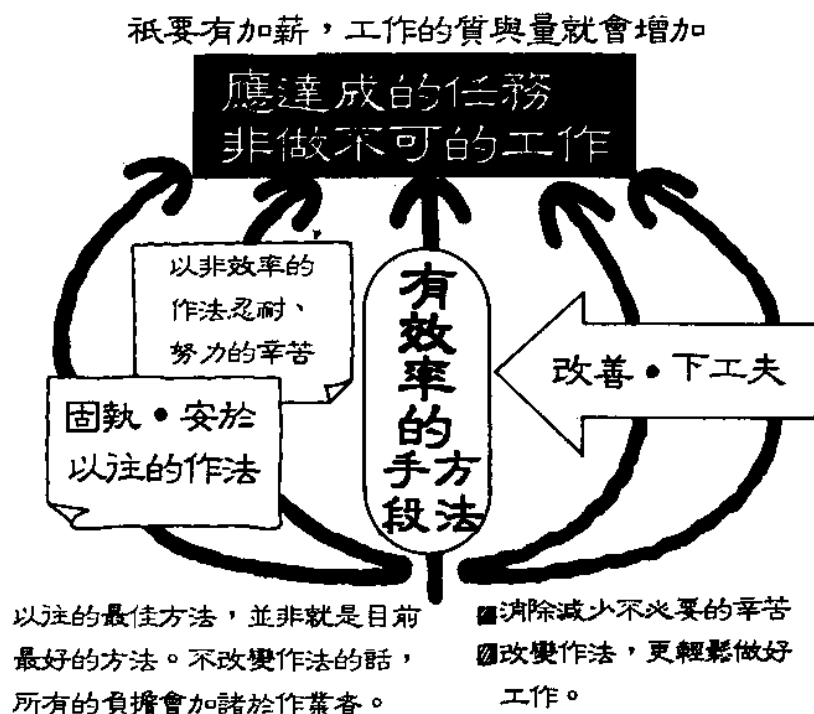 祇要有加薪，工作的質與量就會增加
應達成的任務
非做不可的工作
以非效率的
作法忍耐、
努力的辛苦
固執•安於
以往的作法
有效率的
手段
方法
改善•下工夫
以往的最佳方法，並非就是目前
最好的方法。不改變作法的話，
所有的負擔會加諸於作業者。
消除減少不必要的辛苦
改變作法，更輕鬆做好
工作。